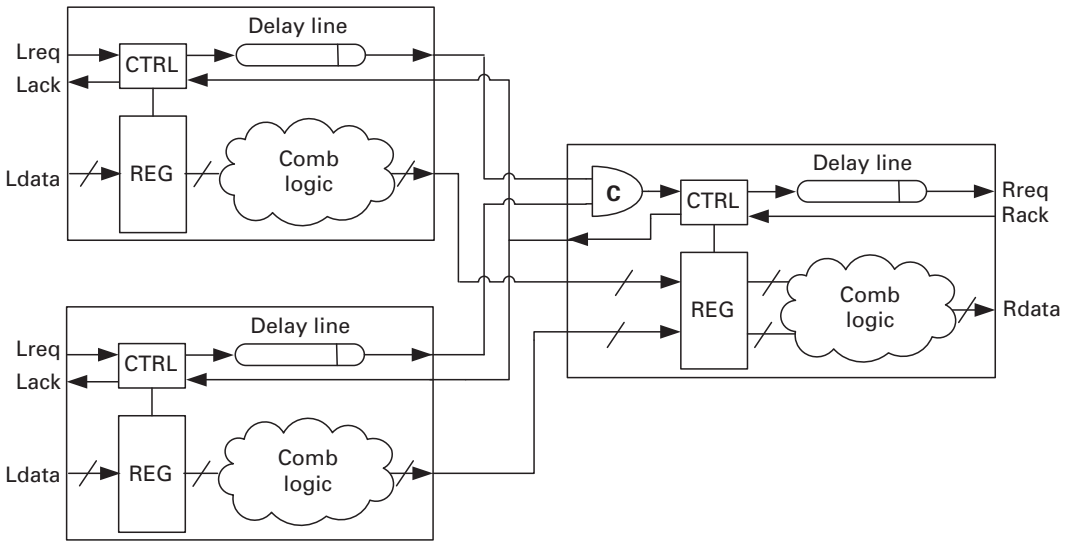 Delay line
Lreq
CTRL
Lack
Comb
logic
Ldata
REG
Delay line
C
CTRL
Rreq
Rack
REG
Comb
logic
Rdata
Delay line
Lreq
CTRL
Lack
Comb
logic
Ldata
REG